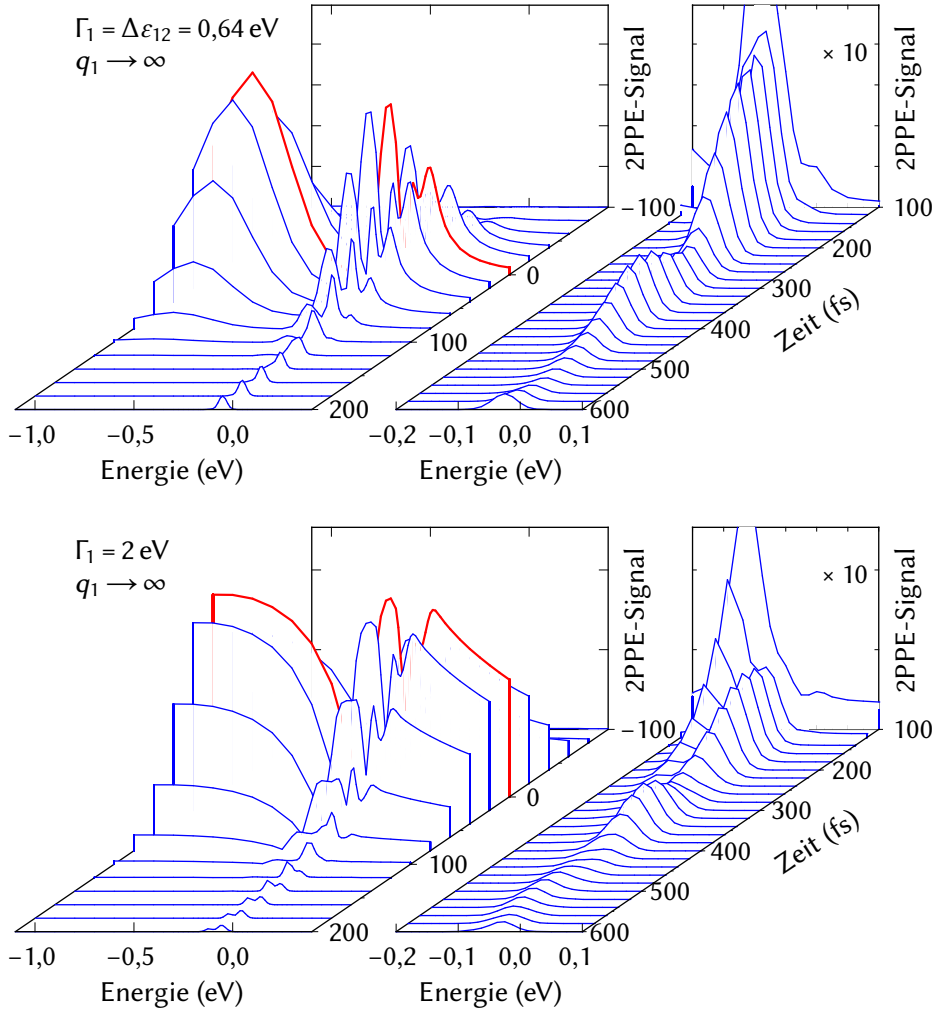 Γ₁ = Δε₁₂ = 0,64 eV
q₁ → ∞
× 10
2PPE-Signal
2PPE-Signal
−100
0
100
200
100
200
300
400
500
600
Zeit (fs)
−1,0 −0,5 0,0
−0,2 −0,1 0,0 0,1
Energie (eV) Energie (eV)
Γ₁ = 2 eV
q₁ → ∞
× 10
2PPE-Signal
2PPE-Signal
−100
0
100
200
100
200
300
400
500
600
Zeit (fs)
−1,0 −0,5 0,0
−0,2 −0,1 0,0 0,1
Energie (eV) Energie (eV)